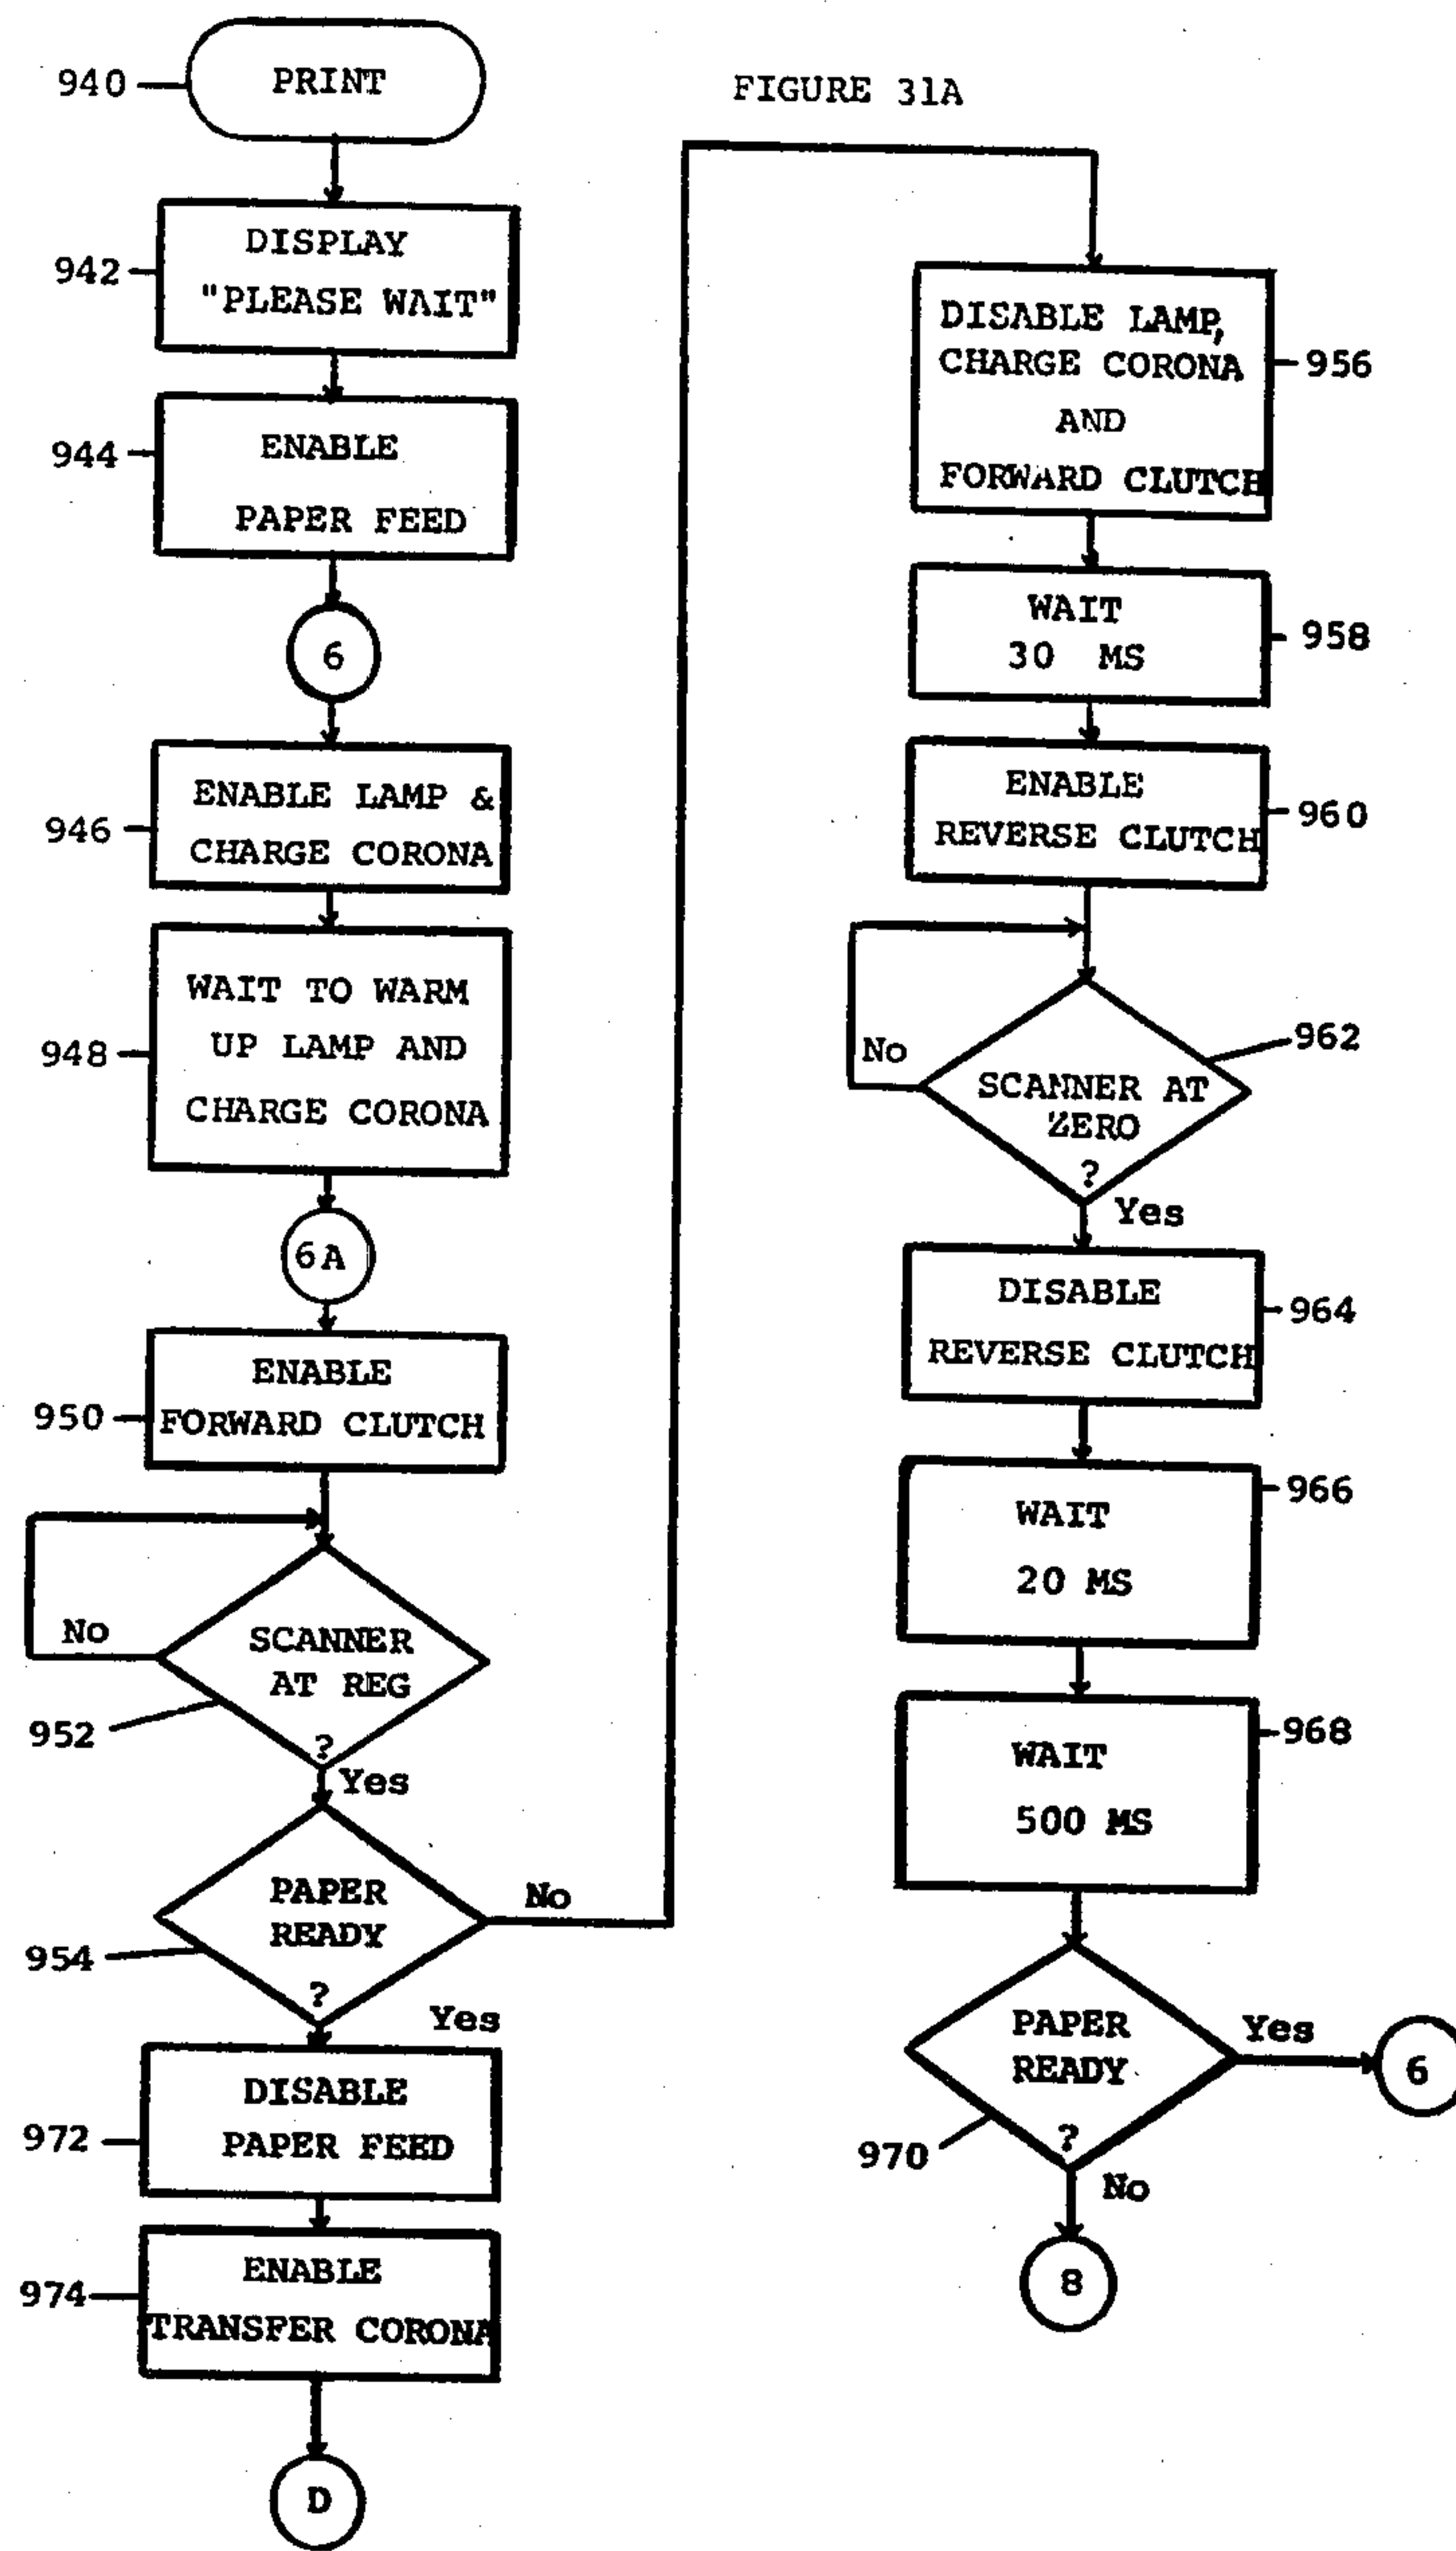 FIGURE 31A
940
PRINT
942
DISPLAY
"PLEASE WAIT"
944
ENABLE
PAPER FEED
6
946
ENABLE LAMP &
CHARGE CORONA
948
WAIT TO WARM
UP LAMP AND
CHARGE CORONA
6A
950
ENABLE
FORWARD CLUTCH
No
SCANNER
AT REG
?
952
Yes
PAPER
READY
?
954
No
Yes
972
DISABLE
PAPER FEED
974
ENABLE
TRANSFER CORONA
D
DISABLE LAMP,
CHARGE CORONA
AND
FORWARD CLUTCH
956
WAIT
30 MS
958
ENABLE
REVERSE CLUTCH
960
No
962
SCANNER AT
ZERO
?
Yes
DISABLE
REVERSE CLUTCH
964
WAIT
20 MS
966
WAIT
500 MS
968
PAPER
READY
?
970
Yes
6
No
8